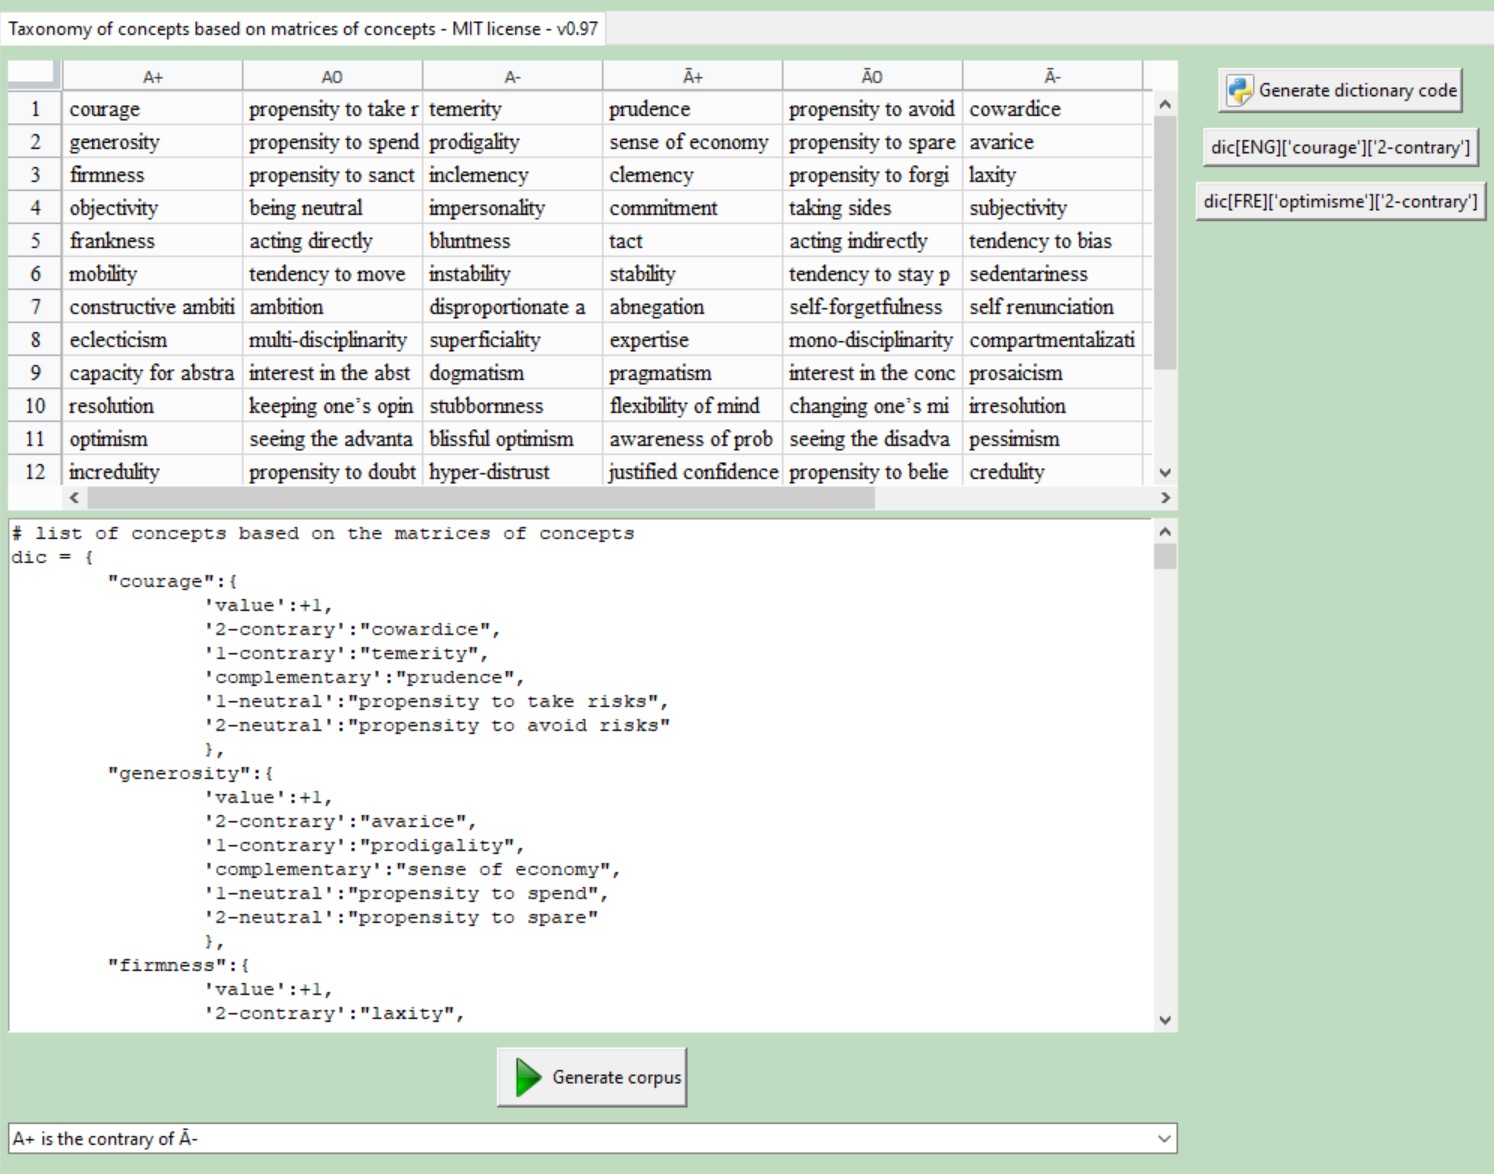 Taxonomy of concepts based on matrices of concepts - MIT license - v0.97
A+ A0 A- Ā+ Ā0 Ā-
1 courage propensity to take r temerity prudence propensity to avoid cowardice
2 generosity propensity to spend prodigality sense of economy propensity to spare avarice
3 firmness propensity to sanct inclemency clemency propensity to forgi laxity
4 objectivity being neutral impersonality commitment taking sides subjectivity
5 frankness acting directly bluntness tact acting indirectly tendency to bias
6 mobility tendency to move instability stability tendency to stay p sedentariness
7 constructive ambiti ambition disproportionate a abnegation self-forgetfulness self renunciation
8 eclecticism multi-disciplinarity superficiality expertise mono-disciplinarity compartmentalizati
9 capacity for abstra interest in the abst dogmatism pragmatism interest in the conc prosaicism
10 resolution keeping one's opin stubbornness flexibility of mind changing one's mi irresolution
11 optimism seeing the advanta blissful optimism awareness of prob seeing the disadva pessimism
12 incredulity propensity to doubt hyper-distrust justified confidence propensity to belie credulity
Generate dictionary code
dic[ENG]['courage']['2-contrary']
dic[FRE]['optimisme']['2-contrary']
# list of concepts based on the matrices of concepts
dic = {
"courage":{
'value':+1,
'2-contrary':"cowardice",
'1-contrary':"temerity",
'complementary':"prudence",
'1-neutral':"propensity to take risks",
'2-neutral':"propensity to avoid risks"
},
"generosity":{
'value':+1,
'2-contrary':"avarice",
'1-contrary':"prodigality",
'complementary':"sense of economy",
'1-neutral':"propensity to spend",
'2-neutral':"propensity to spare"
},
"firmness":{
'value':+1,
'2-contrary':"laxity",
Generate corpus
A+ is the contrary of Ā-